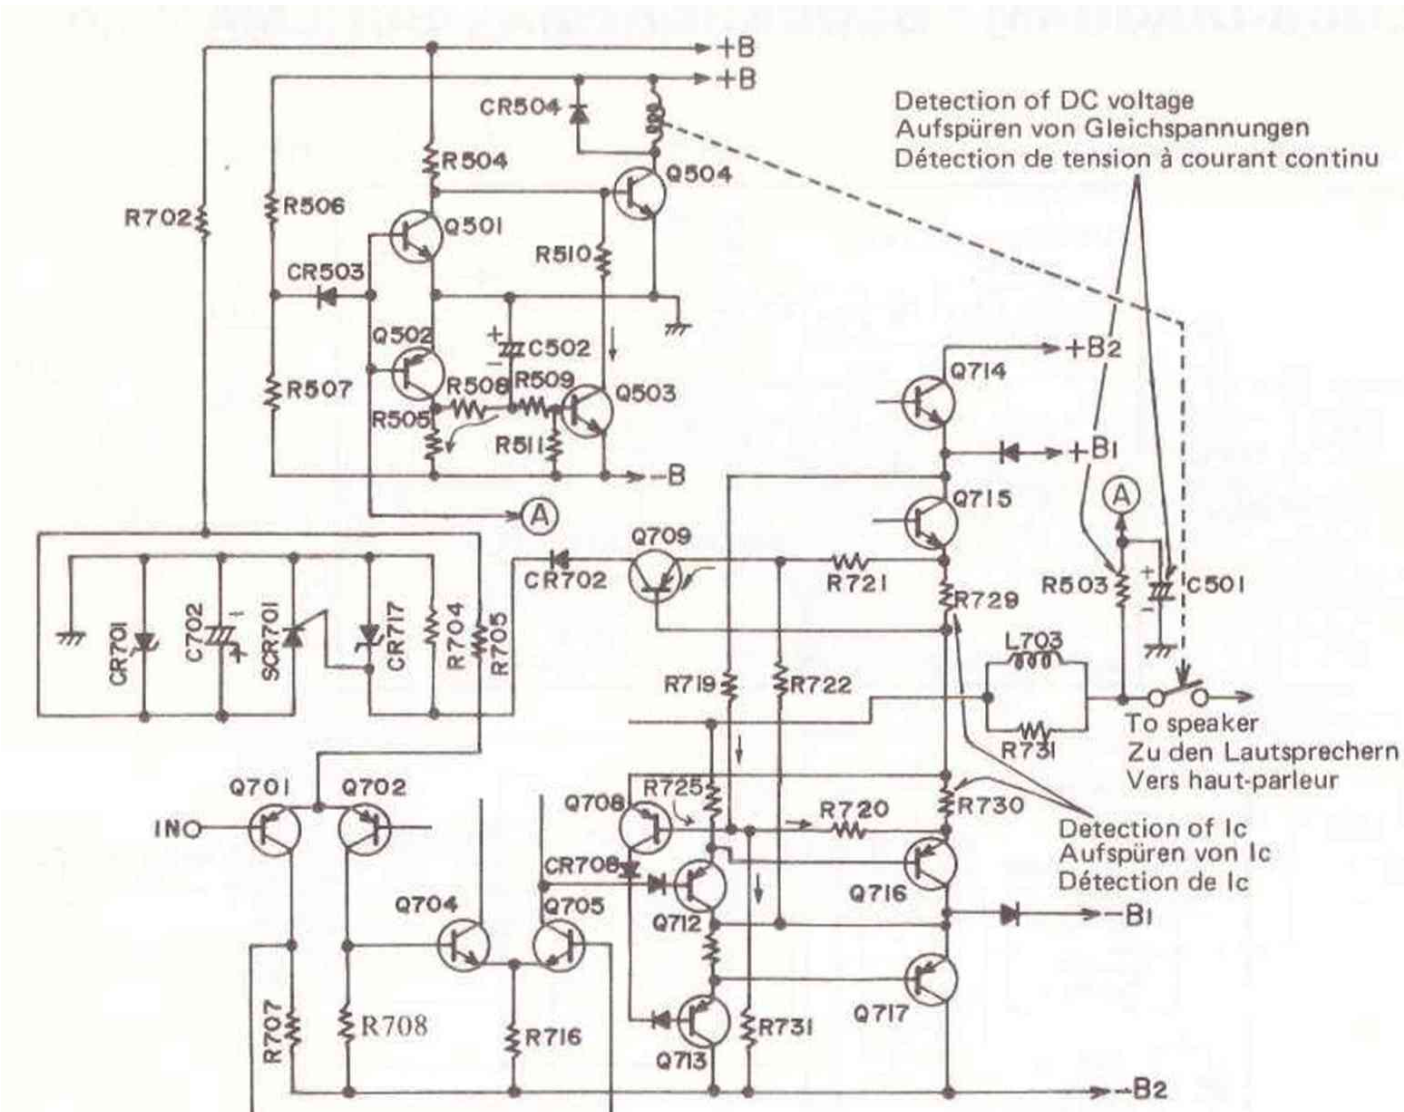 +B
+B
CR504
Detection of DC voltage
Aufspüren von Gleichspannungen
Détection de tension à courant continu
R504
Q504
R702
R506
Q501
R510
CR503
Q502
+
C502
-
+B2
Q714
R507
R508
R509
Q503
R505
R511
+B1
-B
Q715
A
A
Q709
CR702
R721
R503
+
C501
-
R729
CR701
C702
-
+
SCR701
CR717
R704
R705
L703
R719
R722
R731
To speaker
Zu den Lautsprechern
Vers haut-parleur
Q701
Q702
Q708
R725
R720
R730
IN
Detection of Ic
Aufspüren von Ic
Détection de Ic
CR708
Q716
Q704
Q705
Q712
-B1
R707
R708
R716
Q713
R731
Q717
-B2